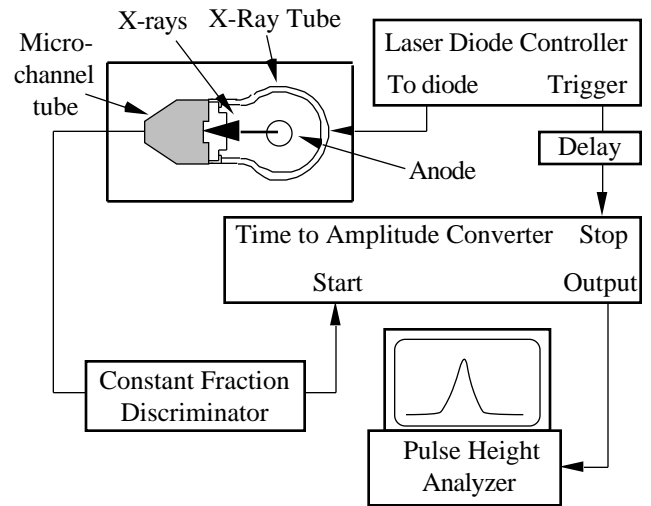 Micro-
channel
tube
X-rays
X-Ray Tube
Anode
Laser Diode Controller
To diode Trigger
Delay
Time to Amplitude Converter Stop
Start Output
Constant Fraction
Discriminator
Pulse Height
Analyzer